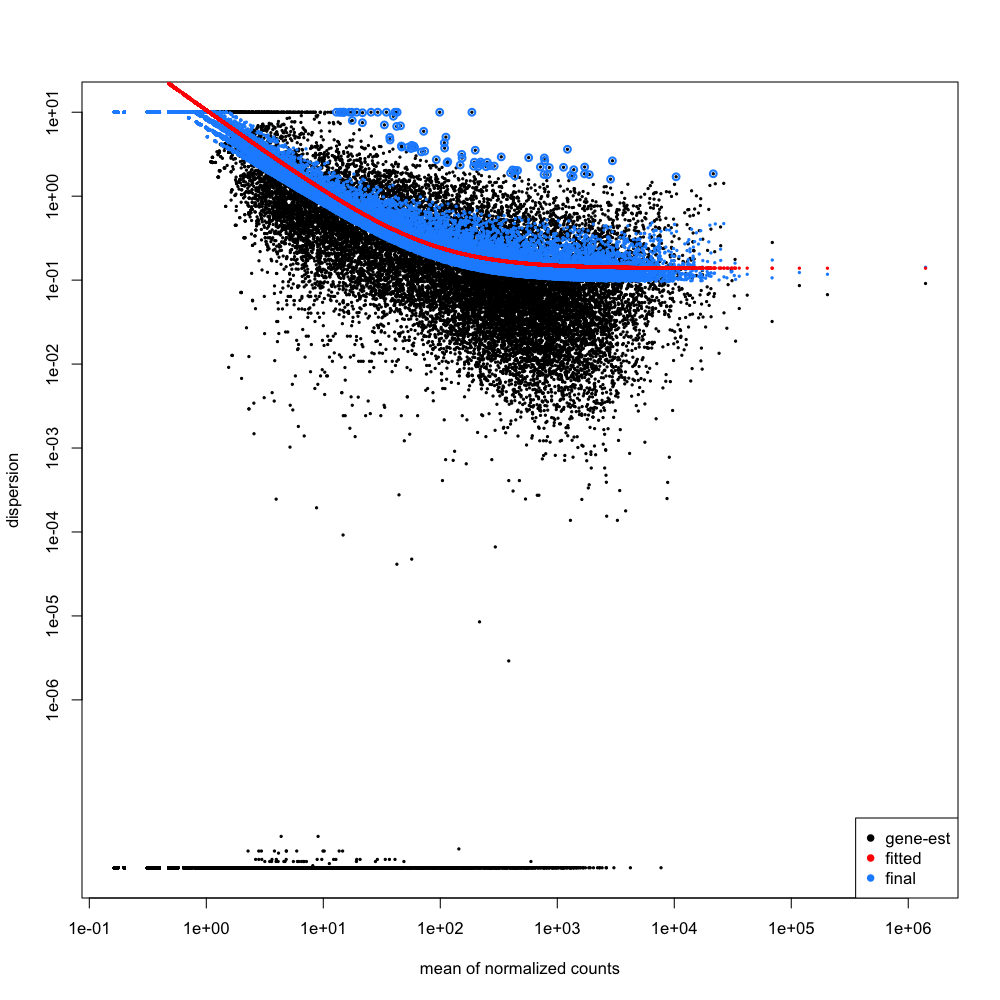 dispersion
1e+01
1e+00
1e-01
1e-02
1e-03
1e-04
1e-05
1e-06
gene-est
fitted
final
1e-01
1e+00
1e+01
1e+02
1e+03
1e+04
1e+05
1e+06
mean of normalized counts